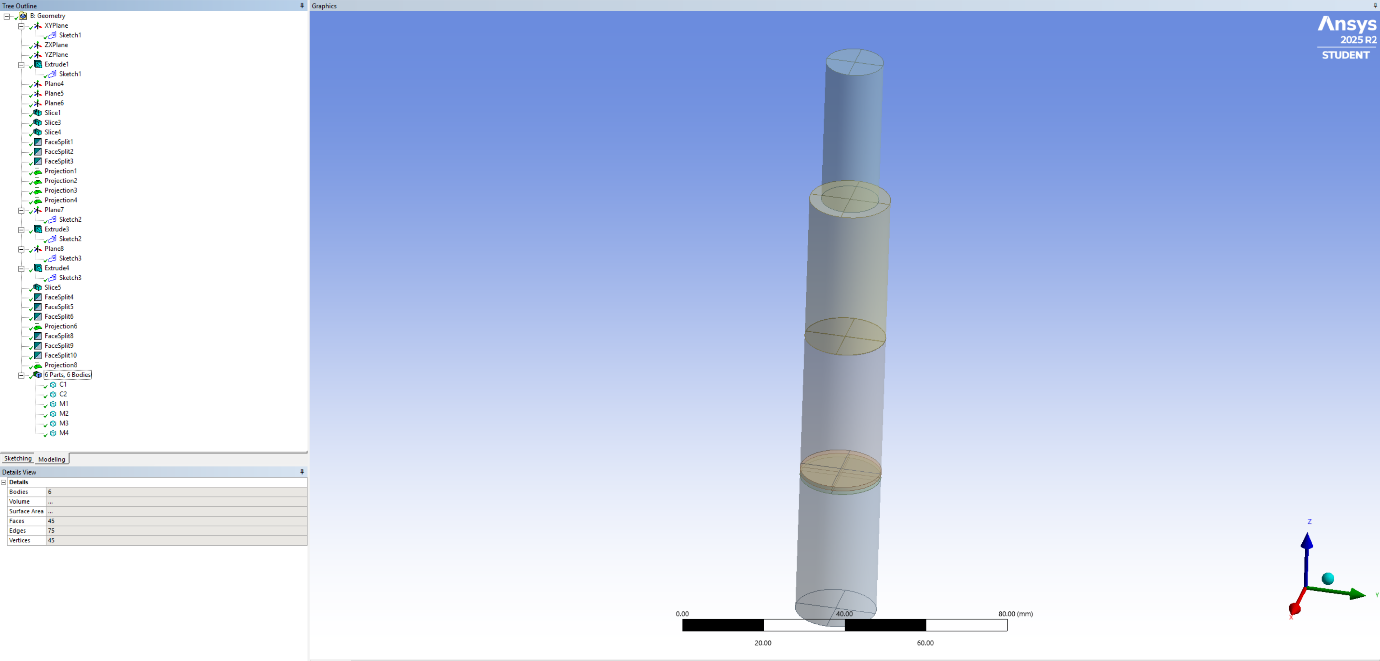 Tree Outline
B: Geometry
XYPlane
Sketch1
ZXPlane
YZPlane
Extrude1
Sketch1
Plane4
Plane5
Plane6
Slice1
Slice3
Slice4
FaceSplit1
FaceSplit2
FaceSplit3
Projection1
Projection2
Projection3
Projection4
Plane7
Sketch2
Extrude3
Sketch2
Plane8
Sketch3
Extrude4
Sketch3
Slice5
FaceSplit4
FaceSplit5
FaceSplit6
Projection6
FaceSplit8
FaceSplit9
FaceSplit10
Projection8
6 Parts, 6 Bodies
C1
C2
M1
M2
M3
M4
Sketching Modeling
Details View
Details
Bodies 6
Volume ...
Surface Area ...
Faces 45
Edges 75
Vertices 45
Graphics
Ansys
2025 R2
STUDENT
0.00 40.00 80.00 (mm)
20.00 60.00
Z
Y
X